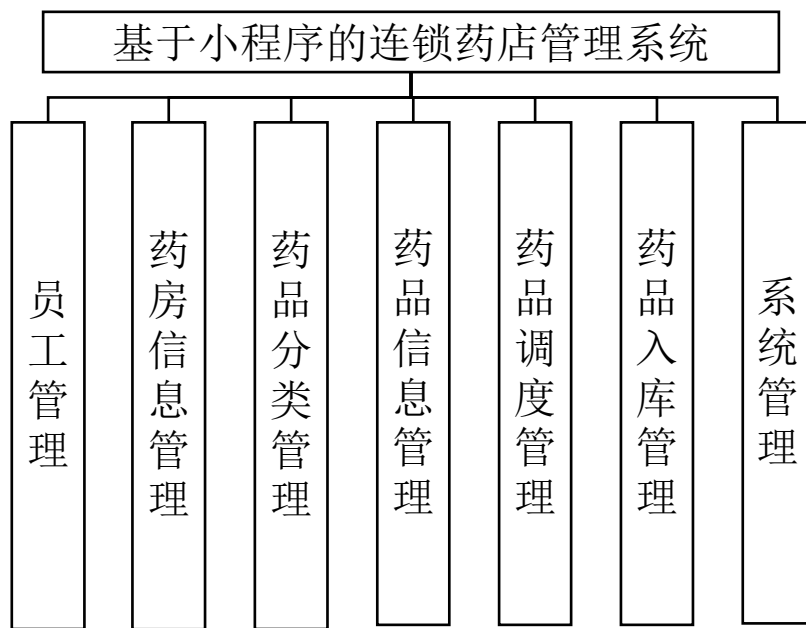 基于小程序的连锁药店管理系统
员工管理
药房信息管理
药品分类管理
药品信息管理
药品调度管理
药品入库管理
系统管理